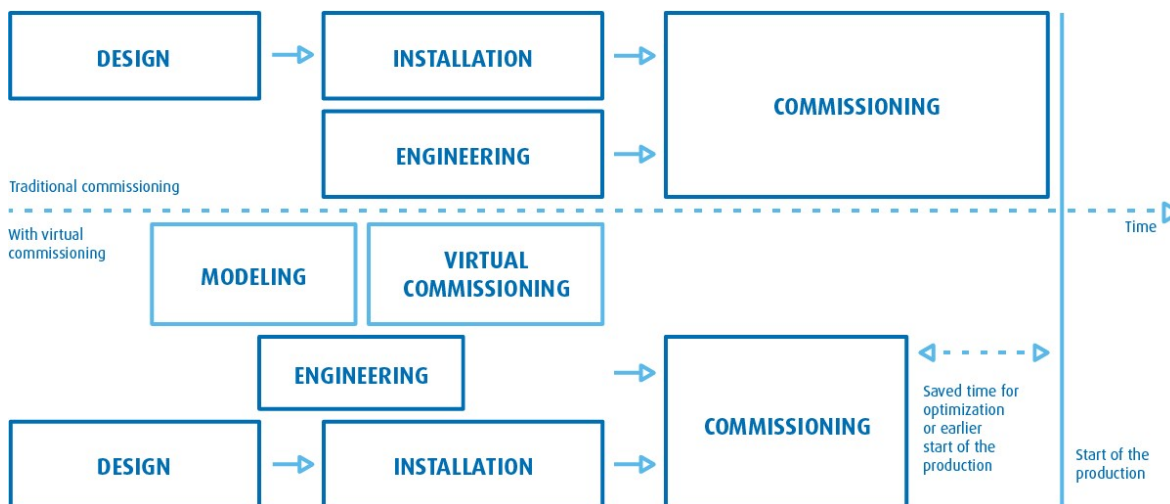 DESIGN
INSTALLATION
COMMISSIONING
ENGINEERING
Traditional commissioning
With virtual
commissioning
Time
MODELING
VIRTUAL
COMMISSIONING
ENGINEERING
COMMISSIONING
Saved time for
optimization
or earlier
start of the
production
DESIGN
INSTALLATION
Start of the
production